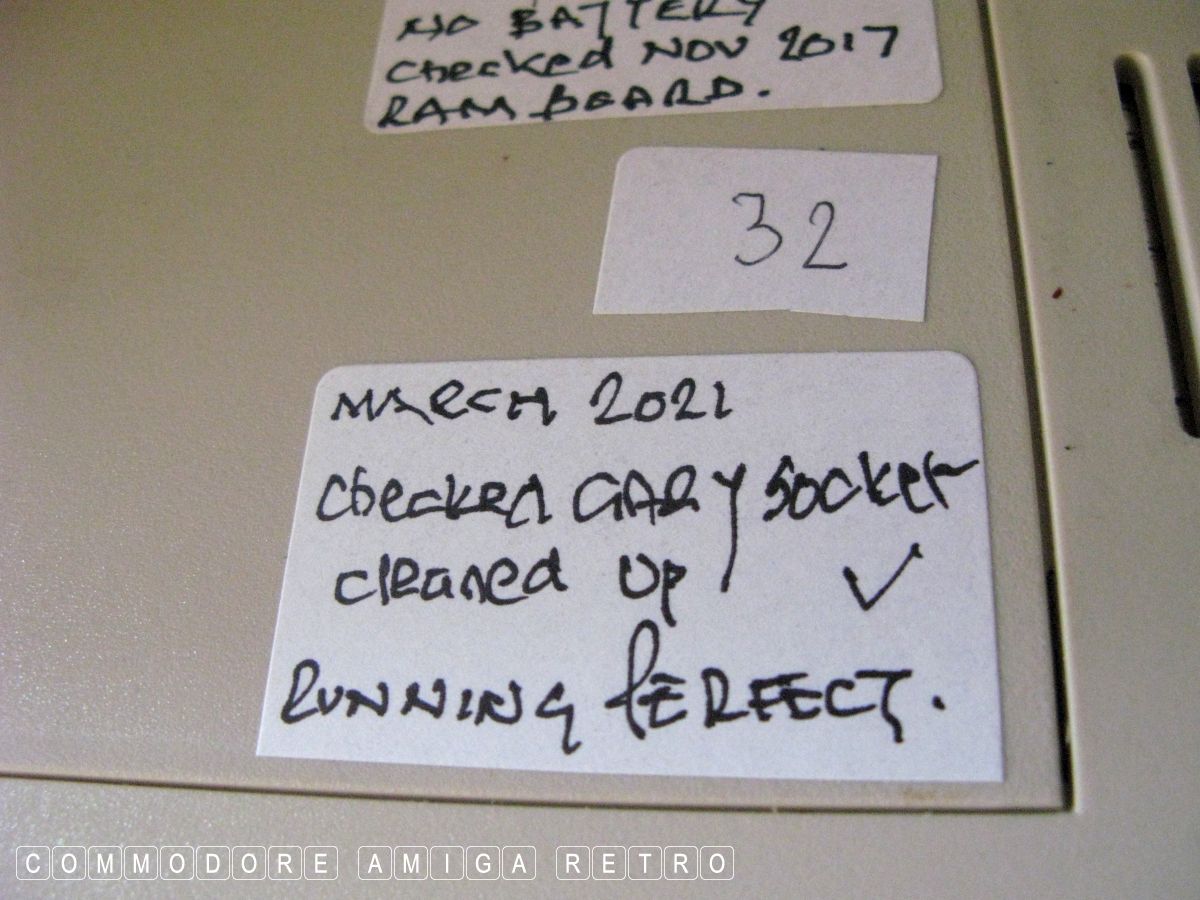 NO BATTERY
checked NOV 2017
RAM BOARD.
32
MARCH 2021
checked GARY Socket
cleaned Up ✓
RUNNING PERFECT.
COMMODORE AMIGA RETRO